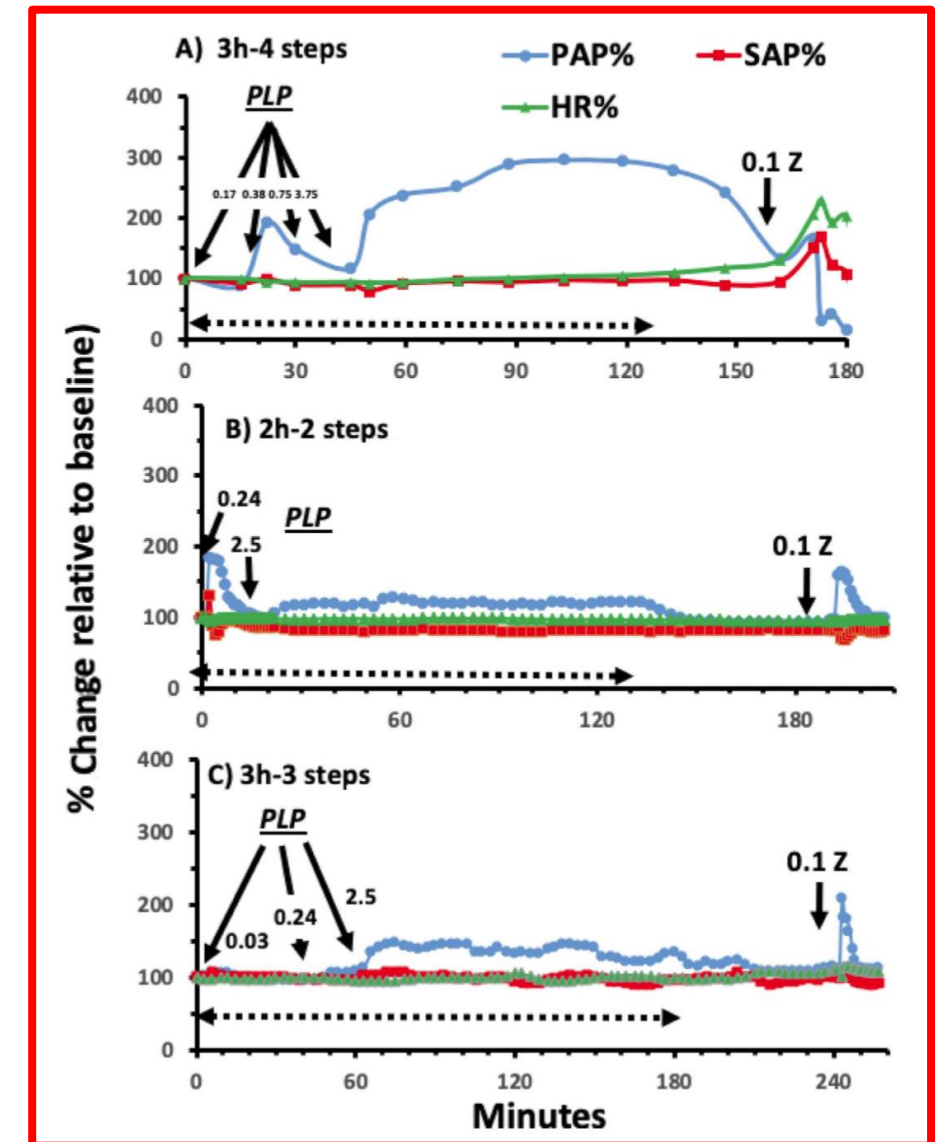 A) 3h-4 steps
PAP%
SAP%
HR%
PLP
400
300
200
100
0
0.17 0.38 0.75 3.75
0.1 Z
0 30 60 90 120 150 180
% Change relative to baseline)
B) 2h-2 steps
400
300
200
100
0
0.24
2.5
PLP
0.1 Z
0 60 120 180
C) 3h-3 steps
400
300
200
100
0
PLP
0.03
0.24
2.5
0.1 Z
0 60 120 180 240
Minutes